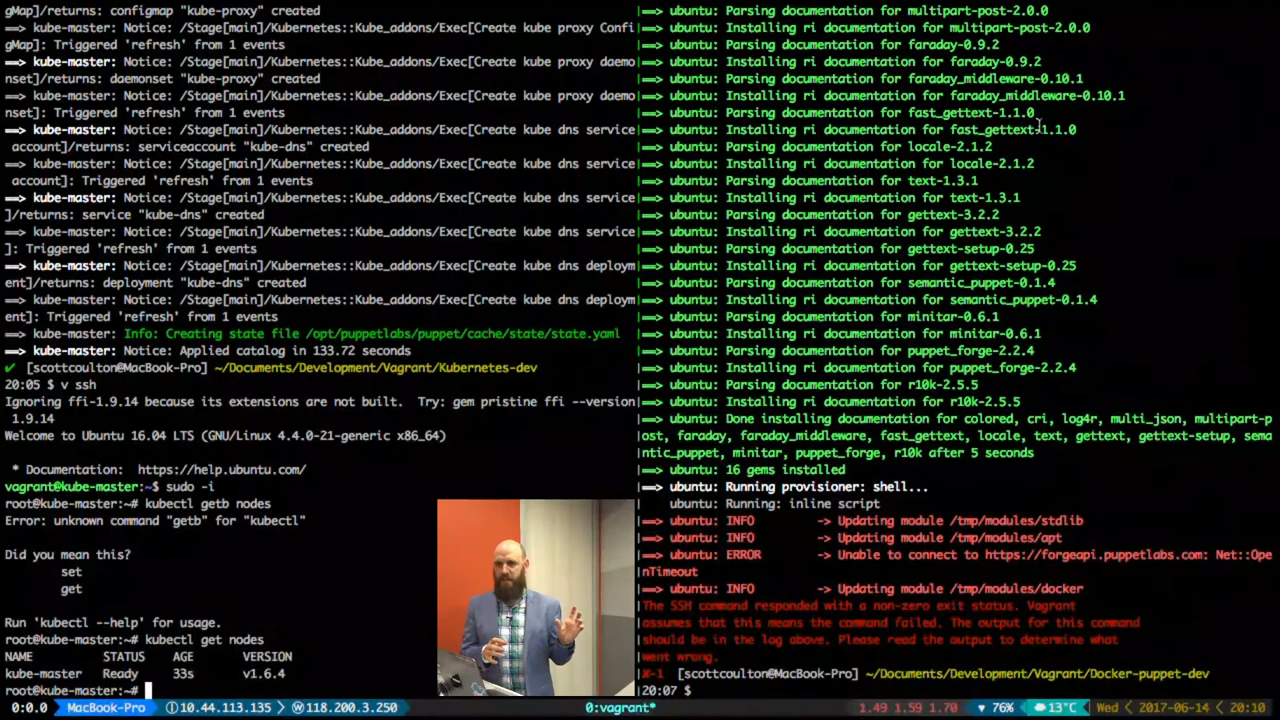 gMap]/returns: configmap "kube-proxy" created
==> kube-master: Notice: /Stage[main]/Kubernetes::Kube_addons/Exec[Create kube proxy Confi
gMap]: Triggered 'refresh' from 1 events
==> kube-master: Notice: /Stage[main]/Kubernetes::Kube_addons/Exec[Create kube proxy daemo
nset]/returns: daemonset "kube-proxy" created
==> kube-master: Notice: /Stage[main]/Kubernetes::Kube_addons/Exec[Create kube proxy daemo
nset]: Triggered 'refresh' from 1 events
==> kube-master: Notice: /Stage[main]/Kubernetes::Kube_addons/Exec[Create kube dns service
 account]/returns: serviceaccount "kube-dns" created
==> kube-master: Notice: /Stage[main]/Kubernetes::Kube_addons/Exec[Create kube dns service
 account]: Triggered 'refresh' from 1 events
==> kube-master: Notice: /Stage[main]/Kubernetes::Kube_addons/Exec[Create kube dns service
]/returns: service "kube-dns" created
==> kube-master: Notice: /Stage[main]/Kubernetes::Kube_addons/Exec[Create kube dns service
]: Triggered 'refresh' from 1 events
==> kube-master: Notice: /Stage[main]/Kubernetes::Kube_addons/Exec[Create kube dns deploym
ent]/returns: deployment "kube-dns" created
==> kube-master: Notice: /Stage[main]/Kubernetes::Kube_addons/Exec[Create kube dns deploym
ent]: Triggered 'refresh' from 1 events
==> kube-master: Info: Creating state file /opt/puppetlabs/puppet/cache/state/state.yaml
==> kube-master: Notice: Applied catalog in 133.72 seconds
✔ [scottcoulton@MacBook-Pro] ~/Documents/Development/Vagrant/Kubernetes-dev
20:05 $ v ssh
Ignoring ffi-1.9.14 because its extensions are not built.  Try: gem pristine ffi --version
 1.9.14
Welcome to Ubuntu 16.04 LTS (GNU/Linux 4.4.0-21-generic x86_64)
 * Documentation:  https://help.ubuntu.com/
vagrant@kube-master:~$ sudo -i
root@kube-master:~# kubectl getb nodes
Error: unknown command "getb" for "kubectl"
Did you mean this?
set
get
Run 'kubectl --help' for usage.
root@kube-master:~# kubectl get nodes
NAME STATUS AGE VERSION
kube-master Ready 33s v1.6.4
root@kube-master:~#
==> ubuntu: Parsing documentation for multipart-post-2.0.0
==> ubuntu: Installing ri documentation for multipart-post-2.0.0
==> ubuntu: Parsing documentation for faraday-0.9.2
==> ubuntu: Installing ri documentation for faraday-0.9.2
==> ubuntu: Parsing documentation for faraday_middleware-0.10.1
==> ubuntu: Installing ri documentation for faraday_middleware-0.10.1
==> ubuntu: Parsing documentation for fast_gettext-1.1.0
==> ubuntu: Installing ri documentation for fast_gettext-1.1.0
==> ubuntu: Parsing documentation for locale-2.1.2
==> ubuntu: Installing ri documentation for locale-2.1.2
==> ubuntu: Parsing documentation for text-1.3.1
==> ubuntu: Installing ri documentation for text-1.3.1
==> ubuntu: Parsing documentation for gettext-3.2.2
==> ubuntu: Installing ri documentation for gettext-3.2.2
==> ubuntu: Parsing documentation for gettext-setup-0.25
==> ubuntu: Installing ri documentation for gettext-setup-0.25
==> ubuntu: Parsing documentation for semantic_puppet-0.1.4
==> ubuntu: Installing ri documentation for semantic_puppet-0.1.4
==> ubuntu: Parsing documentation for minitar-0.6.1
==> ubuntu: Installing ri documentation for minitar-0.6.1
==> ubuntu: Parsing documentation for puppet_forge-2.2.4
==> ubuntu: Installing ri documentation for puppet_forge-2.2.4
==> ubuntu: Parsing documentation for r10k-2.5.5
==> ubuntu: Installing ri documentation for r10k-2.5.5
==> ubuntu: Done installing documentation for colored, cri, log4r, multi_json, multipart-p
ost, faraday, faraday_middleware, fast_gettext, locale, text, gettext, gettext-setup, sema
ntic_puppet, minitar, puppet_forge, r10k after 5 seconds
==> ubuntu: 16 gems installed
==> ubuntu: Running provisioner: shell...
ubuntu: Running: inline script
==> ubuntu: INFO -> Updating module /tmp/modules/stdlib
==> ubuntu: INFO -> Updating module /tmp/modules/apt
==> ubuntu: ERROR -> Unable to connect to https://forgeapi.puppetlabs.com: Net::Ope
nTimeout
==> ubuntu: INFO -> Updating module /tmp/modules/docker
The SSH command responded with a non-zero exit status. Vagrant
assumes that this means the command failed. The output for this command
should be in the log above. Please read the output to determine what
went wrong.
✘-1 [scottcoulton@MacBook-Pro] ~/Documents/Development/Vagrant/Docker-puppet-dev
20:07 $
0:0.0 MacBook-Pro Ⓘ10.44.113.135 Ⓦ118.200.3.250 0:vagrant* 1.49 1.59 1.70 ▼ 76% 13°C Wed < 2017-06-14 < 20:10